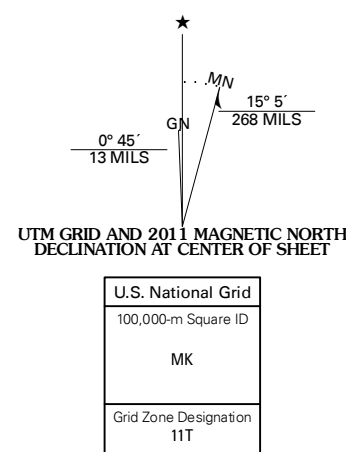 ★
MN
GN
15° 5´
268 MILS
0° 45´
13 MILS
UTM GRID AND 2011 MAGNETIC NORTH
DECLINATION AT CENTER OF SHEET
U.S. National Grid
100,000-m Square ID
MK
Grid Zone Designation
11T